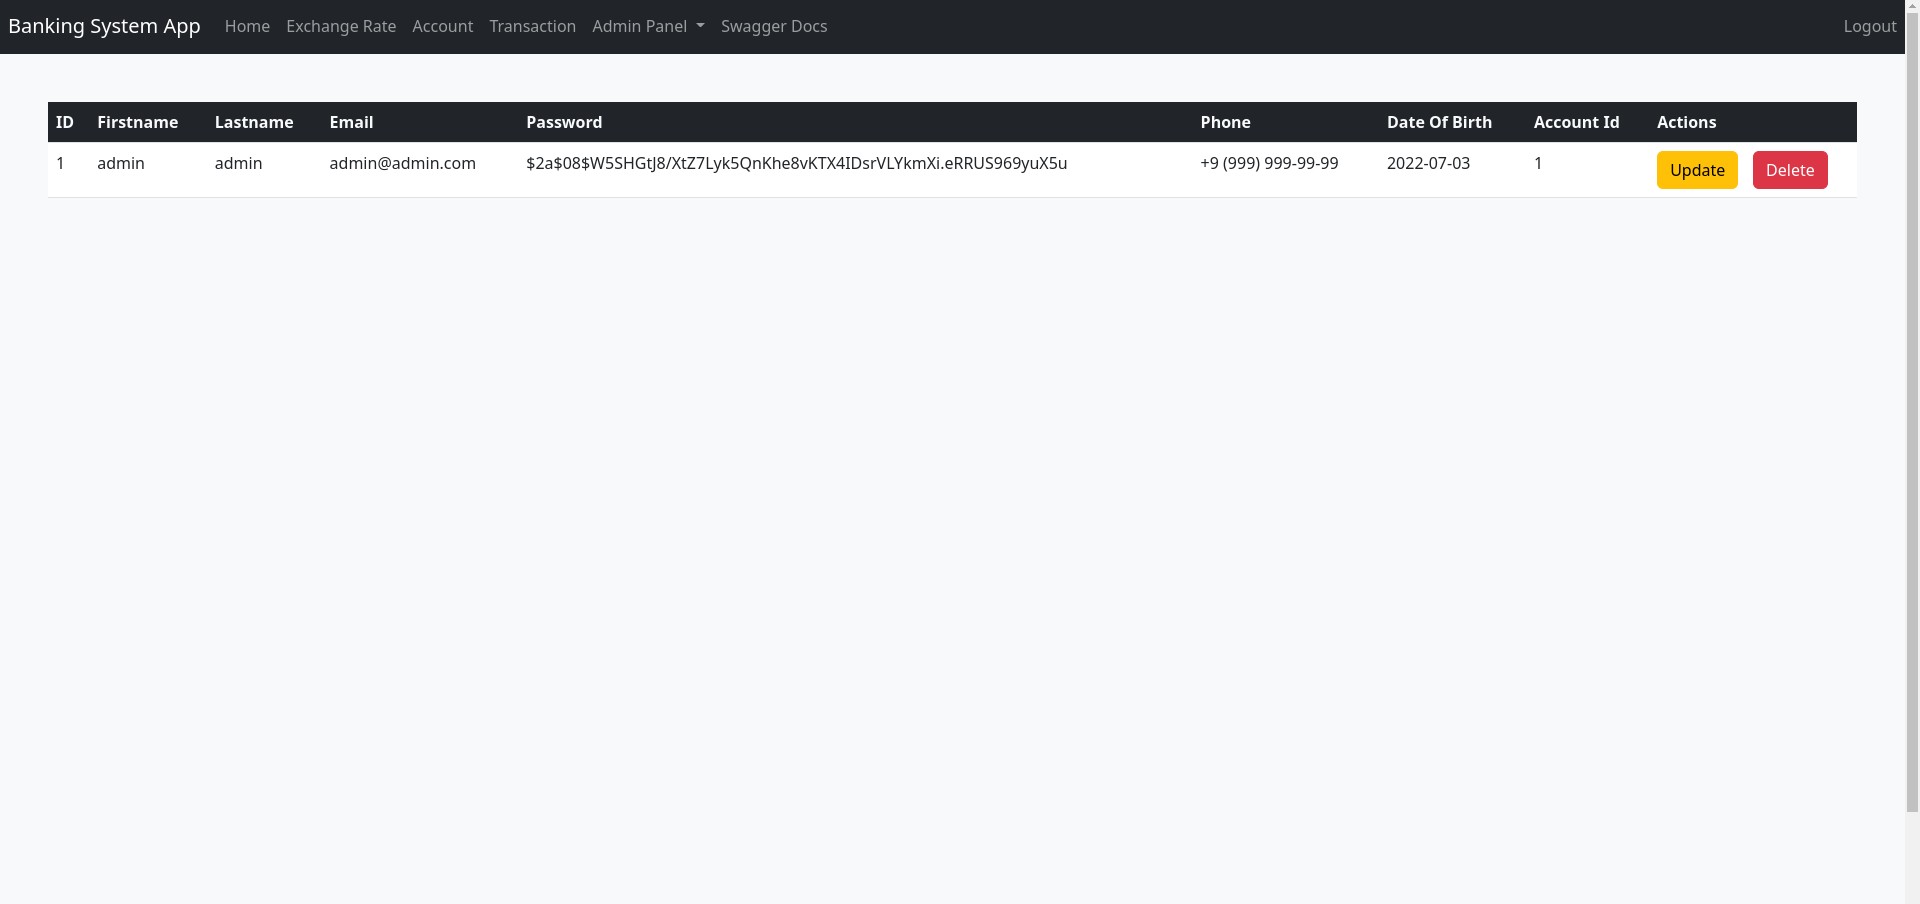 Banking System App Home Exchange Rate Account Transaction Admin Panel Swagger Docs Logout
ID Firstname Lastname Email Password Phone Date Of Birth Account Id Actions
1 admin admin admin@admin.com $2a$08$W5SHGtJ8/XtZ7Lyk5QnKhe8vKTX4IDsrVLYkmXi.eRRUS969yuX5u +9 (999) 999-99-99 2022-07-03 1 Update Delete